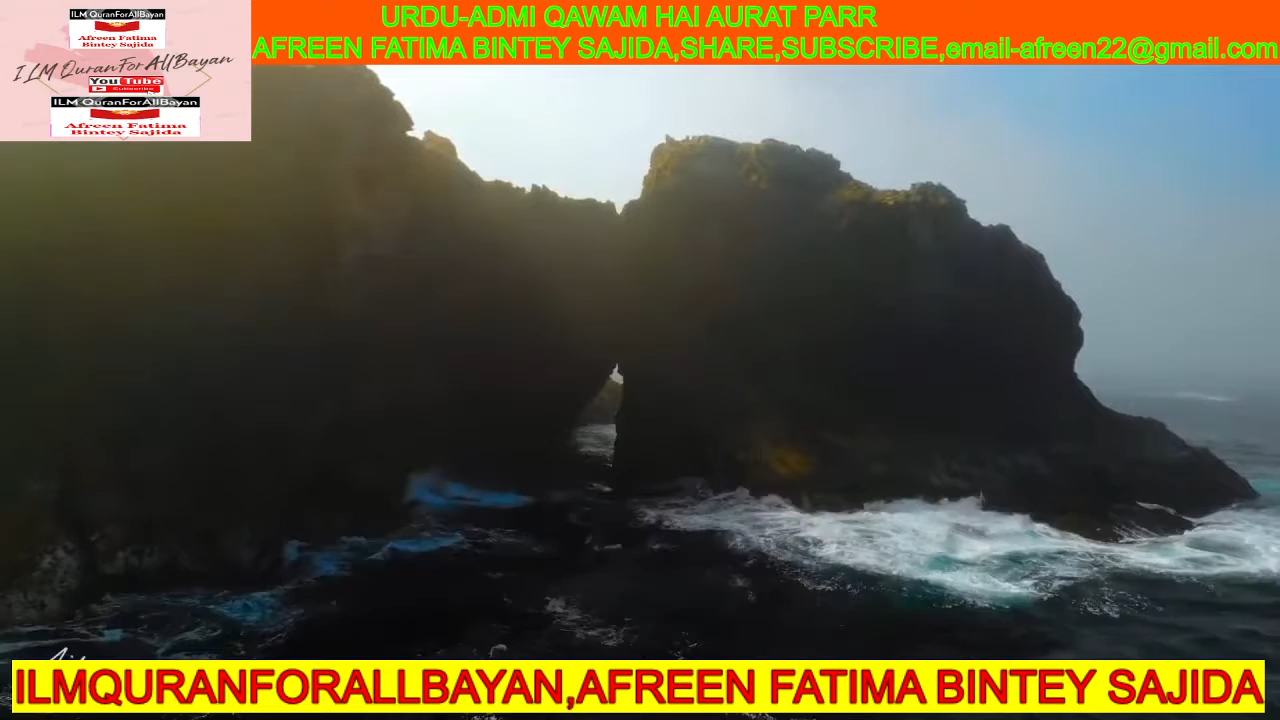 ILM QuranForAllBayan
Afreen Fatima
Bintey Sajida
ILM QuranForAllBayan
YouTube
Subscribe
ILM QuranForAllBayan
Afreen Fatima
Bintey Sajida
URDU-ADMI QAWAM HAI AURAT PARR
AFREEN FATIMA BINTEY SAJIDA,SHARE,SUBSCRIBE,email-afreen22@gmail.com
ILMQURANFORALLBAYAN,AFREEN FATIMA BINTEY SAJIDA